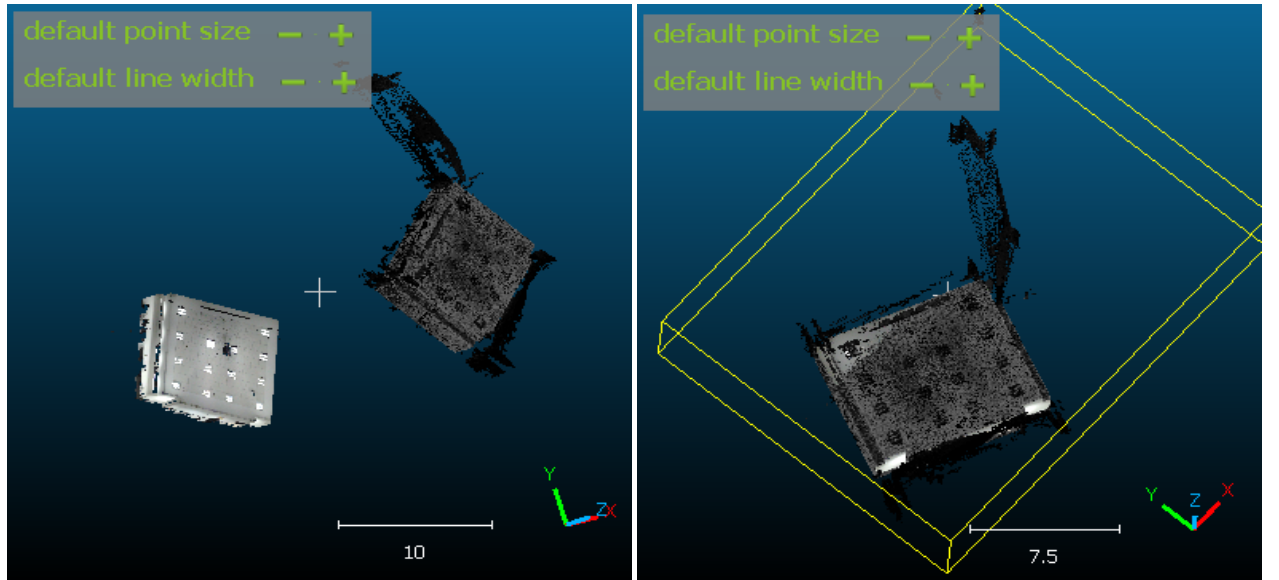 default point size - +
default line width - +
Y
Z
X
10
default point size - +
default line width - +
Y
Z
X
7.5